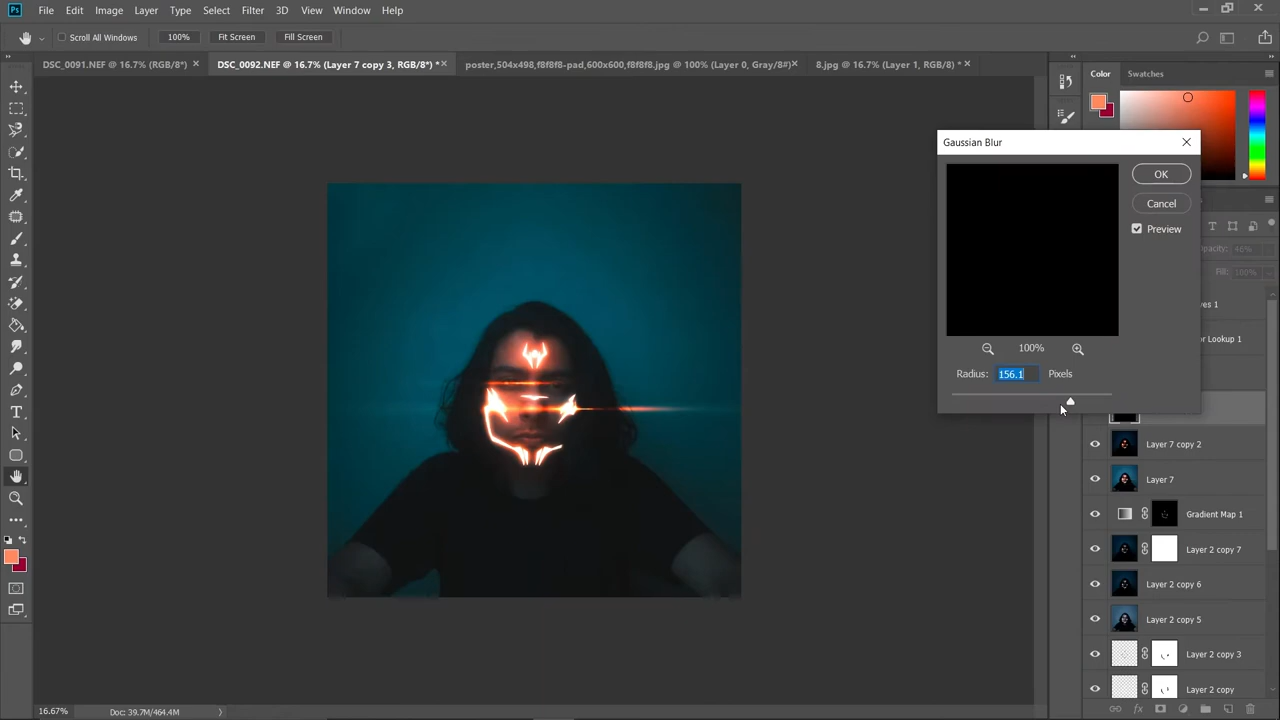 Ps File Edit Image Layer Type Select Filter 3D View Window Help
Scroll All Windows 100% Fit Screen Fill Screen
DSC_0091.NEF @ 16.7% (RGB/8*) × DSC_0092.NEF @ 16.7% (Layer 7 copy 3, RGB/8*) * × poster,504x498,f8f8f8-pad,600x600,f8f8f8.jpg @ 100% (Layer 0, Gray/8#) × 8.jpg @ 16.7% (Layer 1, RGB/8) * ×
Color Swatches
Gaussian Blur
OK
Cancel
Preview
Opacity: 46%
Fill: 100%
100%
Radius: 156.1 Pixels
Layer 7 copy 2
Layer 7
Gradient Map 1
Layer 2 copy 7
Layer 2 copy 6
Layer 2 copy 5
Layer 2 copy 3
Layer 2 copy
16.67% Doc: 39.7M/464.4M